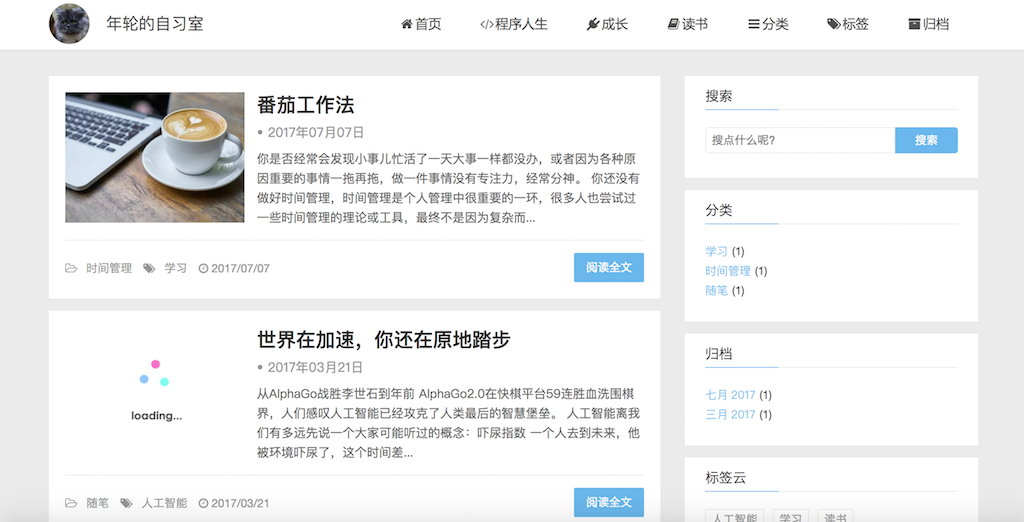 年轮的自习室
首页
程序人生
成长
读书
分类
标签
归档
番茄工作法
• 2017年07月07日
你是否经常会发现小事儿忙活了一天大事一样都没办，或者因为各种原
因重要的事情一拖再拖，做一件事情没有专注力，经常分神。 你还没有
做好时间管理，时间管理是个人管理中很重要的一环，很多人也尝试过
一些时间管理的理论或工具，最终不是因为复杂而...
时间管理 学习 2017/07/07
阅读全文
loading...
世界在加速，你还在原地踏步
• 2017年03月21日
从AlphaGo战胜李世石到年前 AlphaGo2.0在快棋平台59连胜血洗围棋
界，人们感叹人工智能已经攻克了人类最后的智慧堡垒。 人工智能离我
们有多远先说一个大家可能听过的概念：吓尿指数 一个人去到未来，他
被环境吓尿了，这个时间差...
随笔 人工智能 2017/03/21
阅读全文
搜索
搜点什么呢?
搜索
分类
学习 (1)
时间管理 (1)
随笔 (1)
归档
七月 2017 (1)
三月 2017 (1)
标签云
人工智能 学习 读书